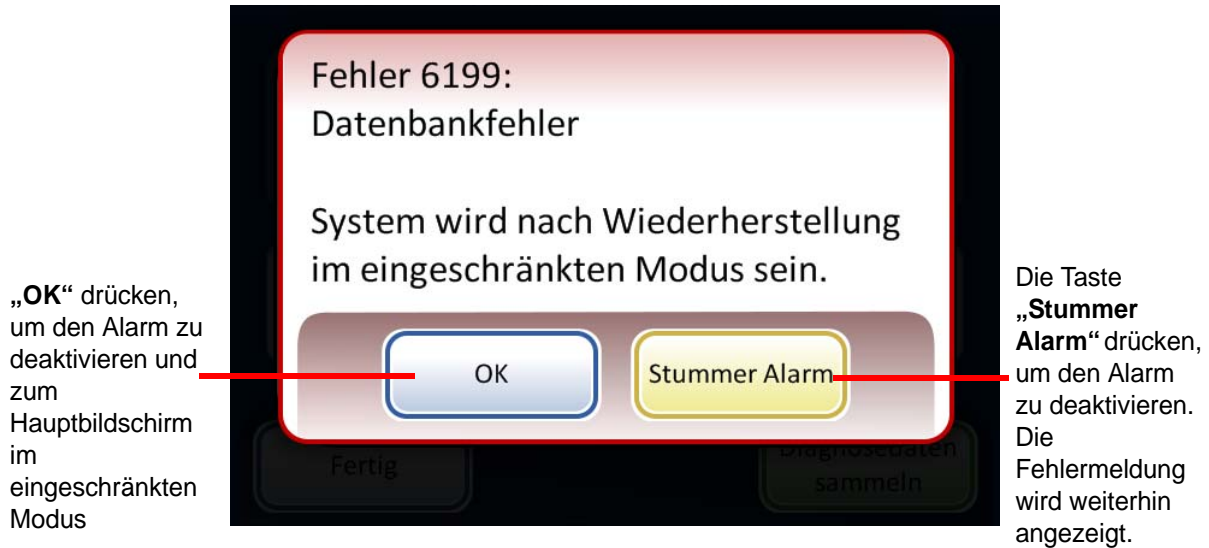 Fehler 6199:
Datenbankfehler
System wird nach Wiederherstellung
im eingeschränkten Modus sein.
OK
Stummer Alarm
Fertig
Diagnosedaten
sammeln
„OK“ drücken,
um den Alarm zu
deaktivieren und
zum
Hauptbildschirm
im
eingeschränkten
Modus
Die Taste
„Stummer
Alarm“ drücken,
um den Alarm
zu deaktivieren.
Die
Fehlermeldung
wird weiterhin
angezeigt.